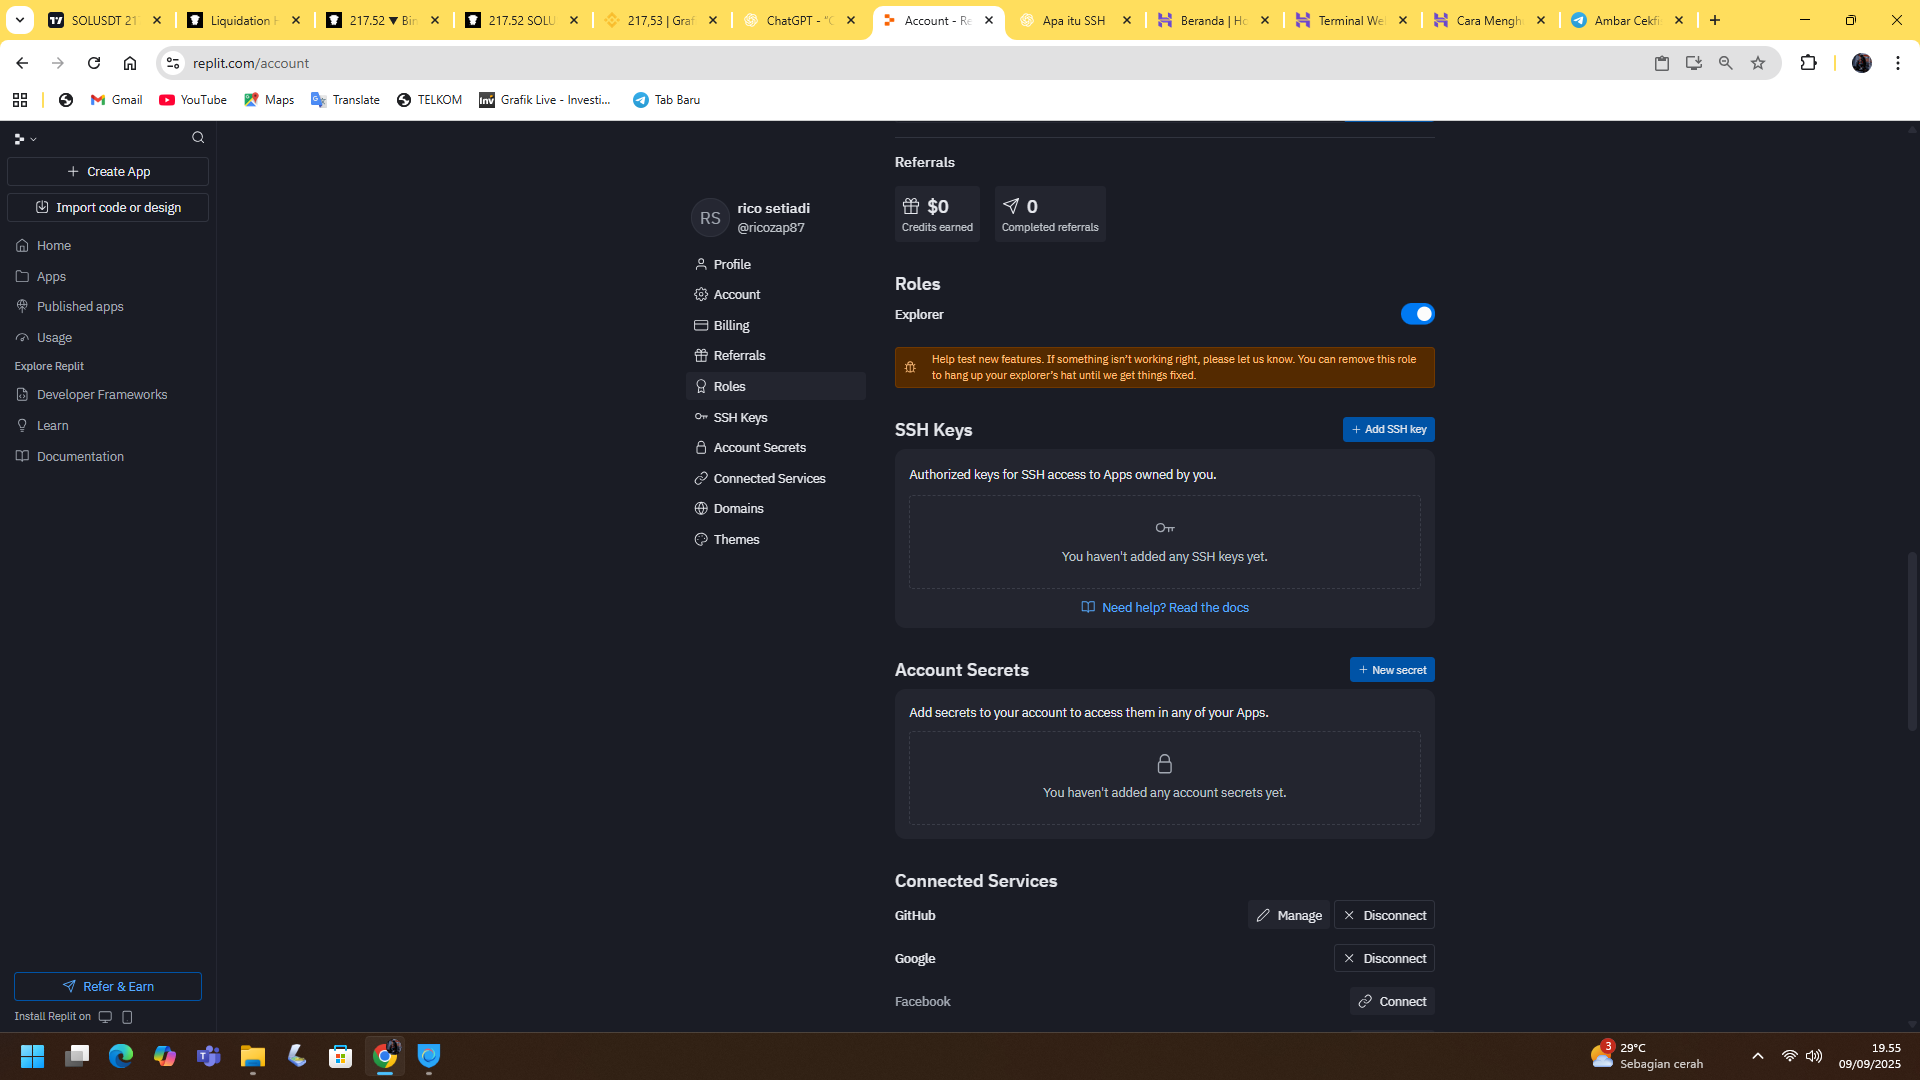 SOLUSDT 21
Liquidation H
217.52 ▼ Bin
217.52 SOLU
217,53 | Graf
ChatGPT - "C
Account - Re
Apa itu SSH
Beranda | Ho
Terminal We
Cara Mengh
Ambar Cekfi
replit.com/account
Gmail
YouTube
Maps
Translate
TELKOM
Grafik Live - Investi...
Tab Baru
Create App
Import code or design
Home
Apps
Published apps
Usage
Explore Replit
Developer Frameworks
Learn
Documentation
Refer & Earn
Install Replit on
RS
rico setiadi
@ricozap87
Profile
Account
Billing
Referrals
Roles
SSH Keys
Account Secrets
Connected Services
Domains
Themes
Referrals
$0
Credits earned
0
Completed referrals
Roles
Explorer
Help test new features. If something isn't working right, please let us know. You can remove this role
to hang up your explorer's hat until we get things fixed.
SSH Keys
+ Add SSH key
Authorized keys for SSH access to Apps owned by you.
You haven't added any SSH keys yet.
Need help? Read the docs
Account Secrets
+ New secret
Add secrets to your account to access them in any of your Apps.
You haven't added any account secrets yet.
Connected Services
GitHub
Manage
Disconnect
Google
Disconnect
Facebook
Connect
3
29°C
Sebagian cerah
19.55
09/09/2025